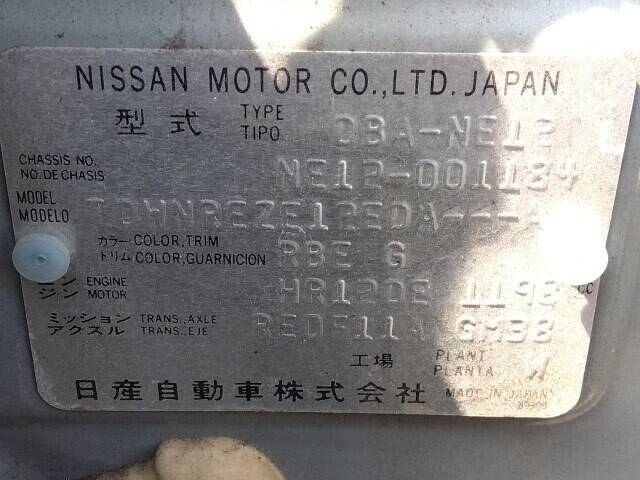 NISSAN MOTOR CO.,LTD. JAPAN
型式 TYPE TIPO DBA-NE12
CHASSIS NO. NO. DE CHASIS NE12-001184
MODEL MODELO
カラー COLOR, TRIM トリム COLOR, GUARNICION RBE G
ENGINE MOTOR HR12DE 1198 CC
ミッション TRANS., AXLE アクスル TRANS., EJE RE0F11A GH38
工場 PLANT PLANTA W
日産自動車株式会社 MADE IN JAPAN